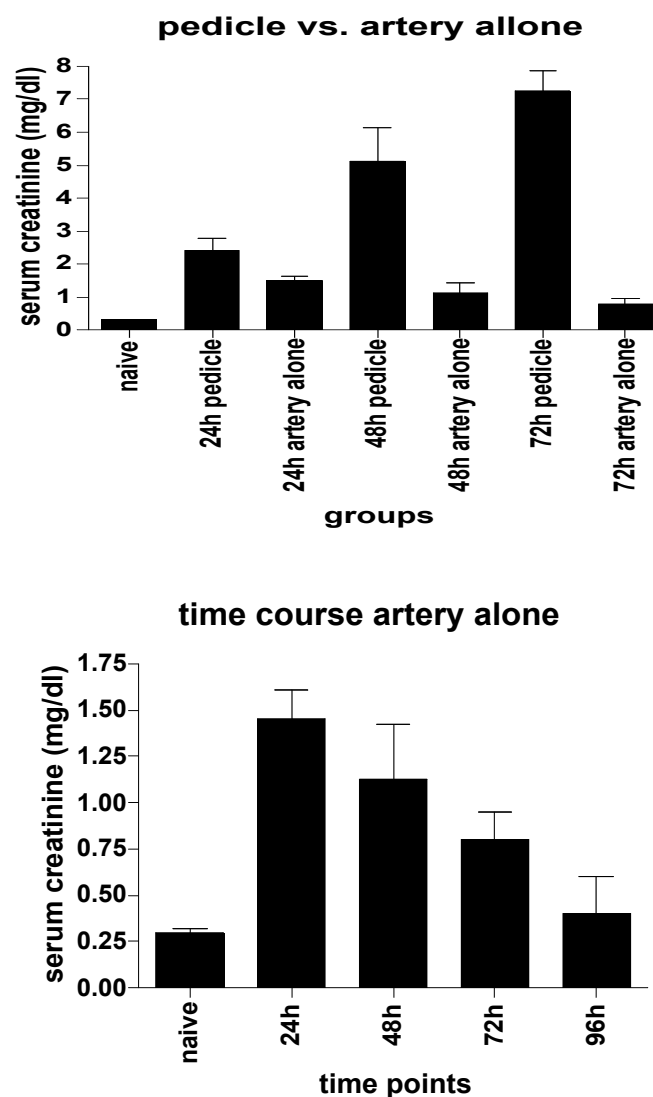 pedicle vs. artery allone
serum creatinine (mg/dl)
8
7
6
5
4
3
2
1
0
naive
24h pedicle
24h artery alone
48h pedicle
48h artery alone
72h pedicle
72h artery alone
groups
time course artery alone
serum creatinine (mg/dl)
1.75
1.50
1.25
1.00
0.75
0.50
0.25
0.00
naive
24h
48h
72h
96h
time points